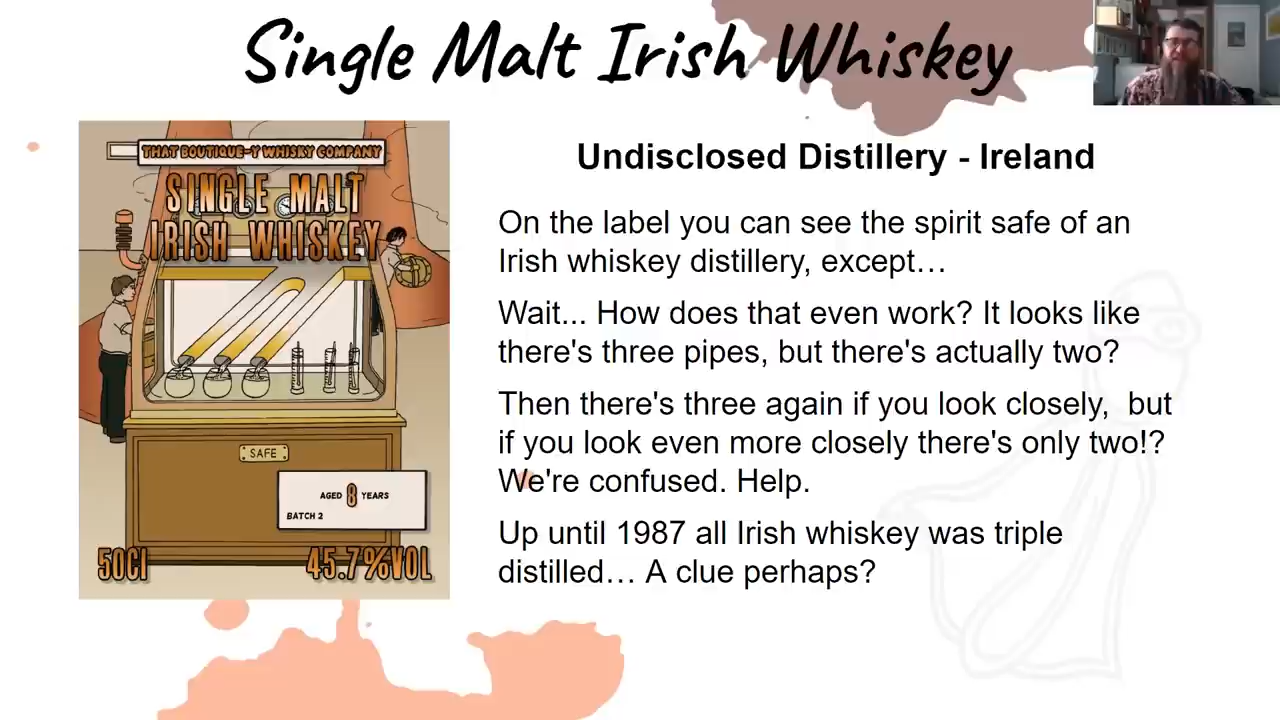 Single Malt Irish Whiskey
THAT BOUTIQUE-Y WHISKY COMPANY
SINGLE MALT
IRISH WHISKEY
SAFE
AGED 8 YEARS
BATCH 2
50Cl
45.7%VOL
Undisclosed Distillery - Ireland
On the label you can see the spirit safe of an
Irish whiskey distillery, except…
Wait... How does that even work? It looks like
there's three pipes, but there's actually two?
Then there's three again if you look closely,  but
if you look even more closely there's only two!?
We're confused. Help.
Up until 1987 all Irish whiskey was triple
distilled… A clue perhaps?